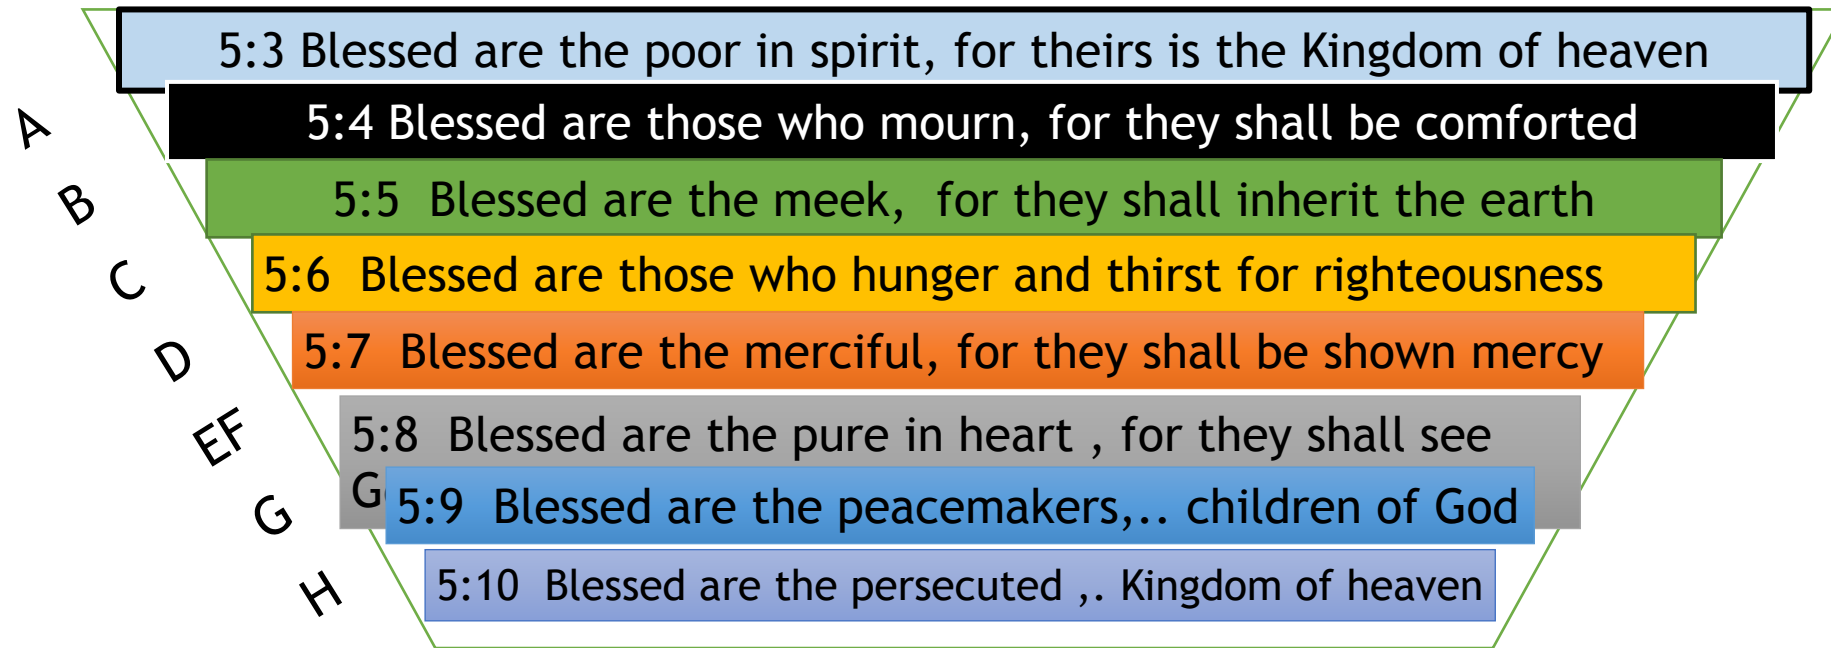 5:3 Blessed are the poor in spirit, for theirs is the Kingdom of heaven
A
5:4 Blessed are those who mourn, for they shall be comforted
B
5:5 Blessed are the meek, for they shall inherit the earth
C
5:6 Blessed are those who hunger and thirst for righteousness
D
5:7 Blessed are the merciful, for they shall be shown mercy
EF
5:8 Blessed are the pure in heart , for they shall see
G
5:9 Blessed are the peacemakers,.. children of God
H
5:10 Blessed are the persecuted ,. Kingdom of heaven